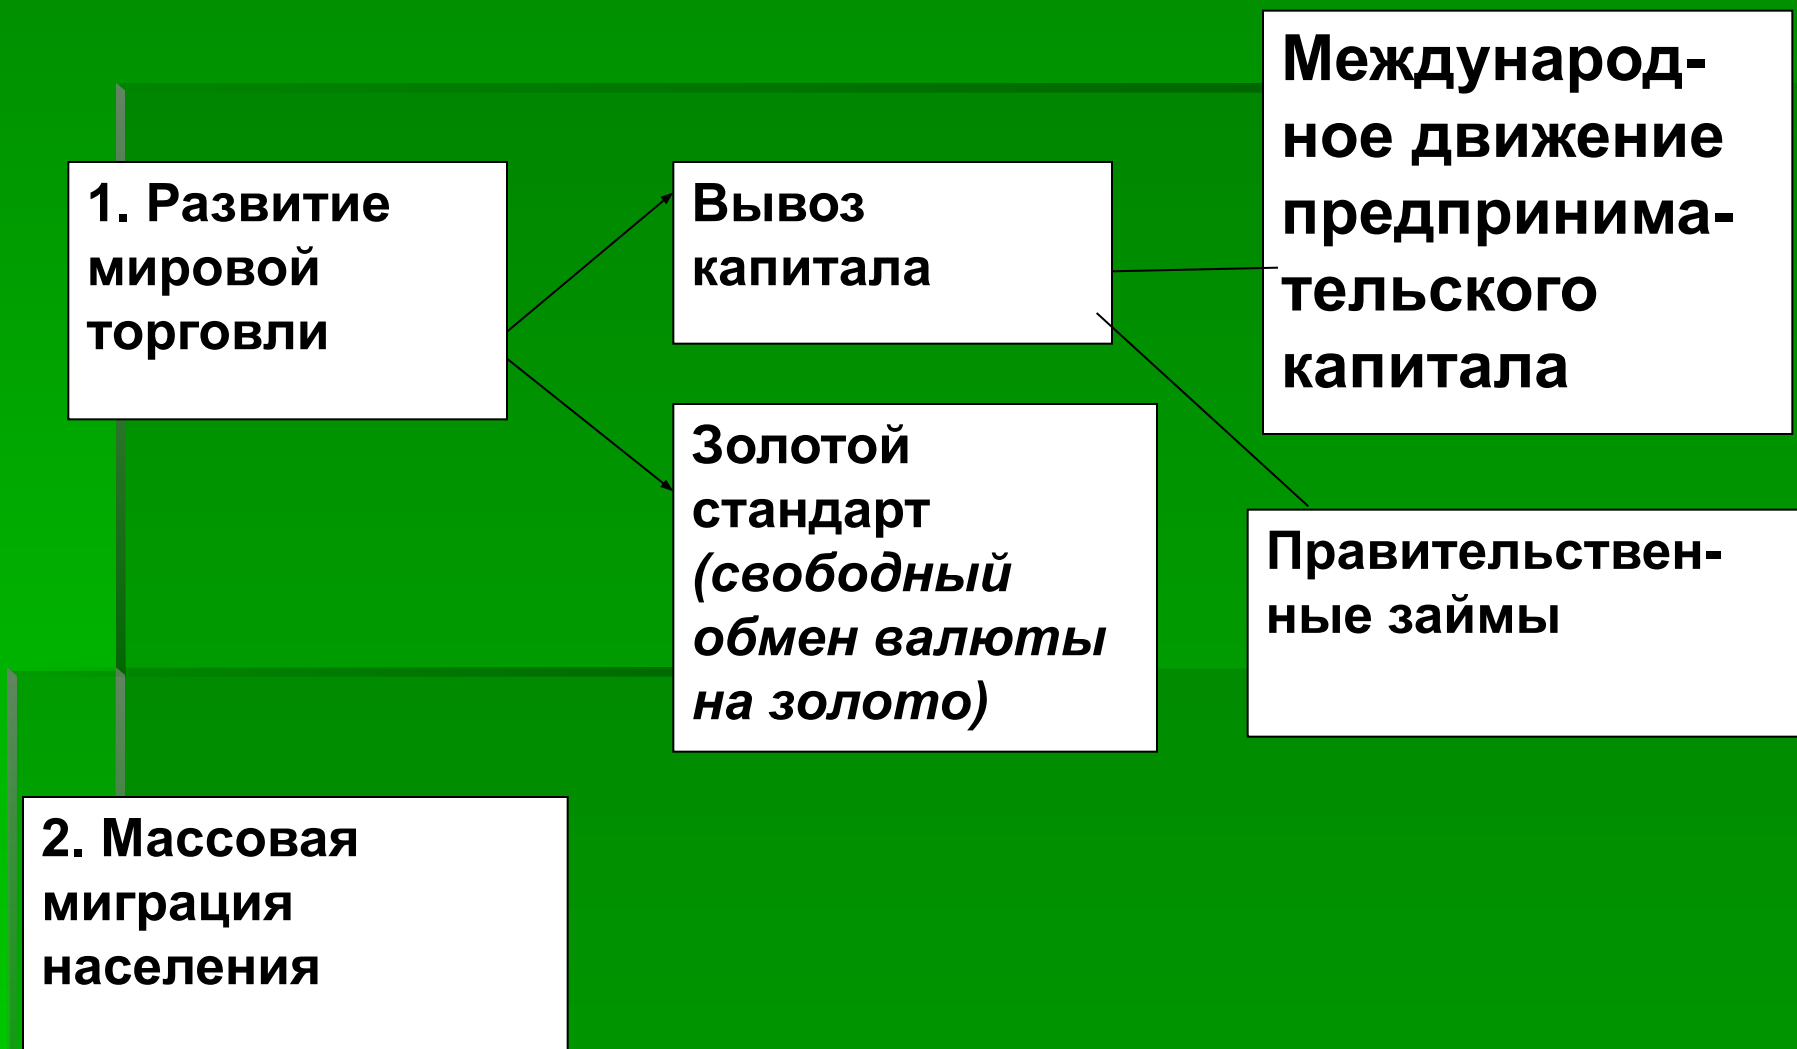 1. Развитие
мировой
торговли
Вывоз
капитала
Международ-
ное движение
предпринима-
тельского
капитала
Золотой
стандарт
(свободный
обмен валюты
на золото)
Правительствен-
ные займы
2. Массовая
миграция
населения